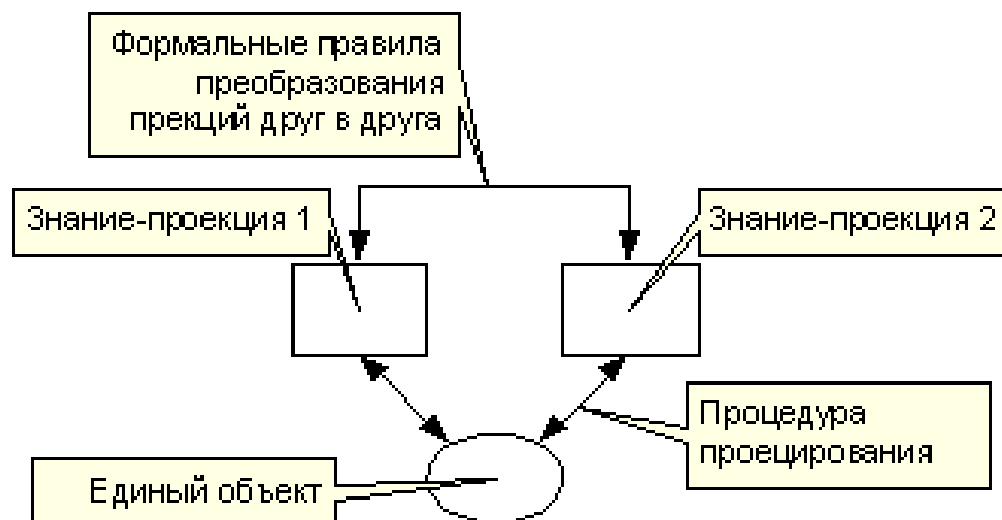 Формальные правила
преобразования
прекций друг в друга
Знание-проекция 1
Знание-проекция 2
Процедура
проецирования
Единый объект